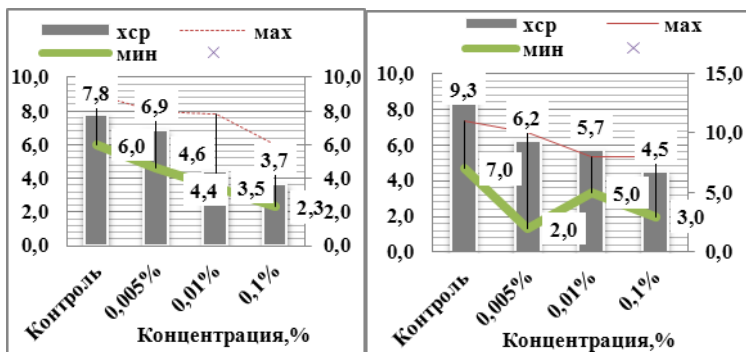 хср мах
мин
10,0 10,0
8,0 8,0
6,0 6,0
4,0 4,0
2,0 2,0
0,0 0,0
7,8 6,9 4,4 3,7
6,0 4,6 3,5 2,3
Контроль 0,005% 0,01% 0,1%
Концентрация,%
хср мах
мин
10,0 15,0
8,0
6,0 10,0
4,0 5,0
2,0
0,0 0,0
9,3 6,2 5,7 4,5
7,0 2,0 5,0 3,0
Контроль 0,005% 0,01% 0,1%
Концентрация,%